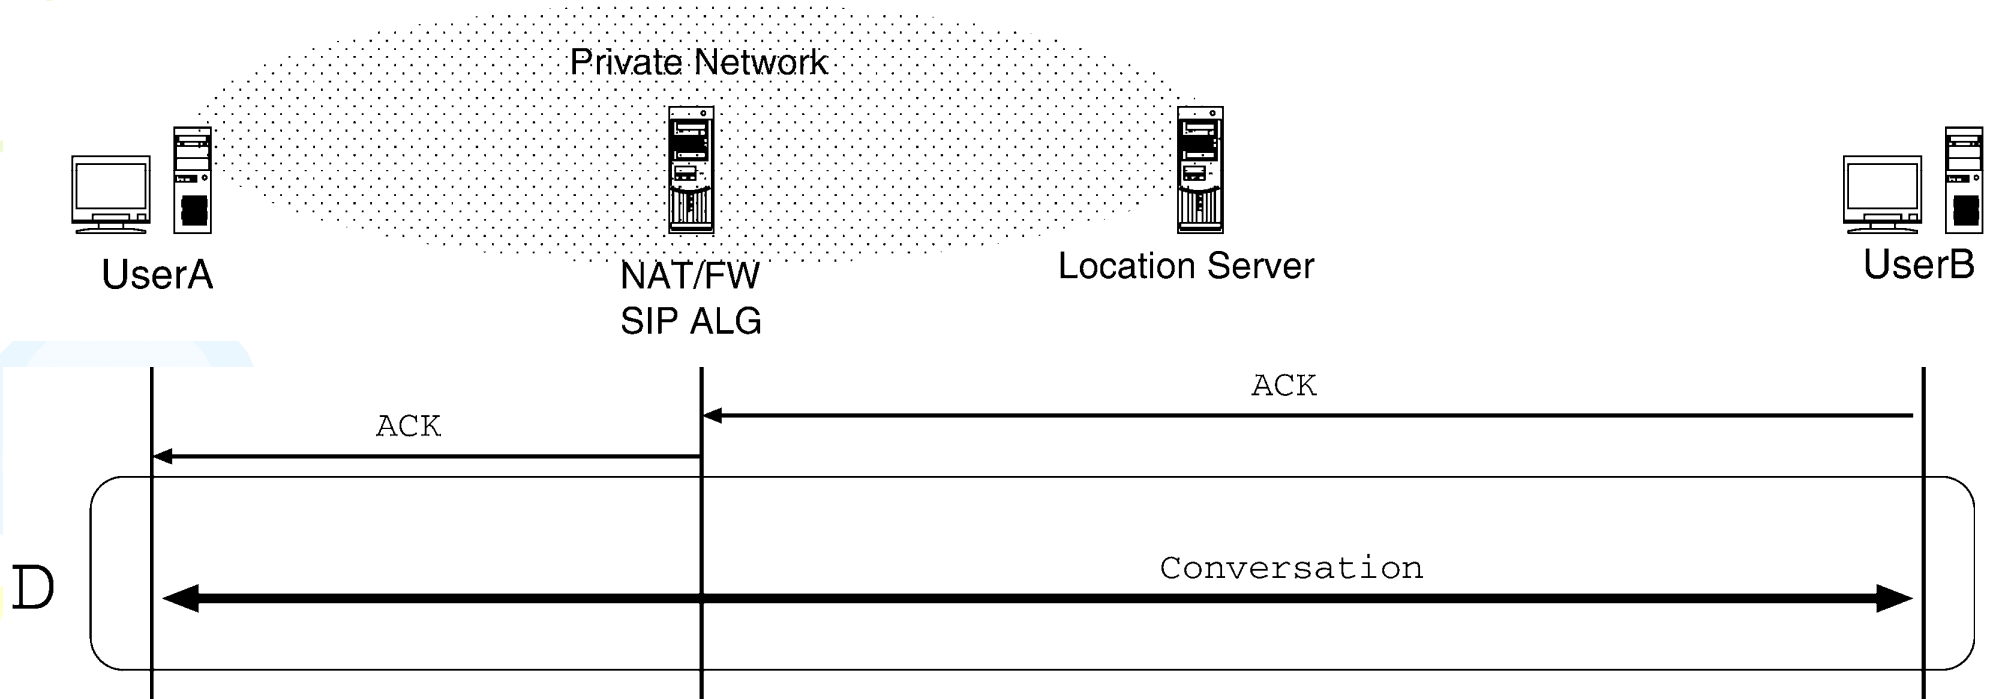 Private Network
UserA
NAT/FW
SIP ALG
Location Server
UserB
ACK
ACK
Conversation
D